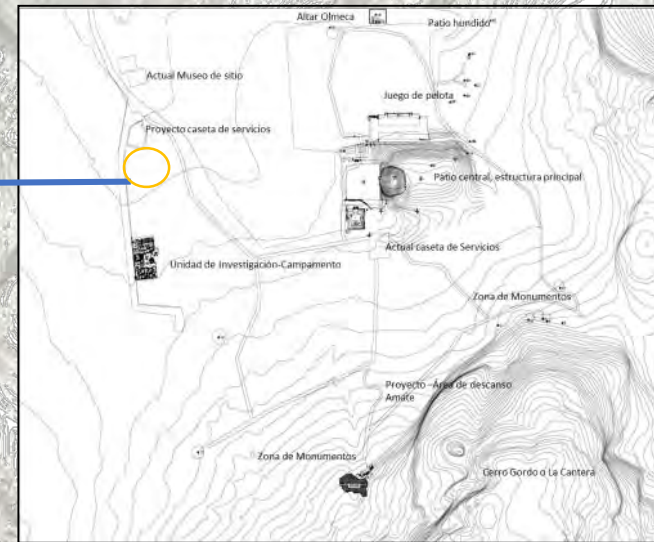 Altar Olmeca
Patio hundido
Actual Museo de sitio
Juego de pelota
Proyecto caseta de servicios
Patio central, estructura principal
Actual caseta de Servicios
Unidad de Investigación-Campamento
Zona de Monumentos
Proyecto –Área de descanso
Amate
Zona de Monumentos
Cerro Gordo o La Cantera